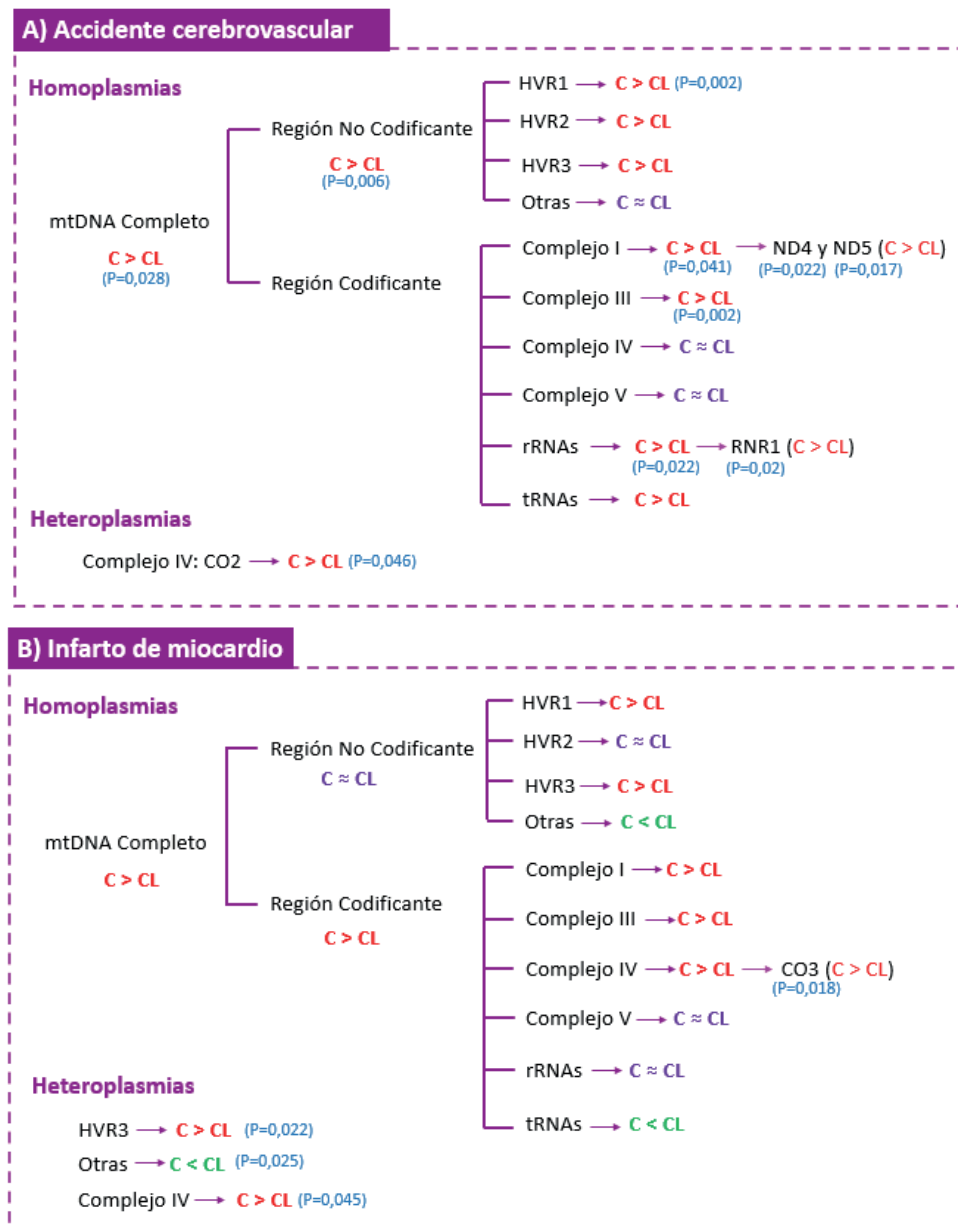 A) Accidente cerebrovascular
Homoplasmias
mtDNA Completo
C > CL
(P=0,028)
Región No Codificante
C > CL
(P=0,006)
HVR1 → C > CL (P=0,002)
HVR2 → C > CL
HVR3 → C > CL
Otras → C ≈ CL
Región Codificante
Complejo I → C > CL → ND4 y ND5 (C > CL)
(P=0,041) (P=0,022) (P=0,017)
Complejo III → C > CL
(P=0,002)
Complejo IV → C ≈ CL
Complejo V → C ≈ CL
rRNAs → C > CL → RNR1 (C > CL)
(P=0,022) (P=0,02)
tRNAs → C > CL
Heteroplasmias
Complejo IV: CO2 → C > CL (P=0,046)
B) Infarto de miocardio
Homoplasmias
mtDNA Completo
C > CL
Región No Codificante
C ≈ CL
HVR1 → C > CL
HVR2 → C ≈ CL
HVR3 → C > CL
Otras → C < CL
Región Codificante
C > CL
Complejo I → C > CL
Complejo III → C > CL
Complejo IV → C > CL → CO3 (C > CL)
(P=0,018)
Complejo V → C ≈ CL
rRNAs → C ≈ CL
tRNAs → C < CL
Heteroplasmias
HVR3 → C > CL (P=0,022)
Otras → C < CL (P=0,025)
Complejo IV → C > CL (P=0,045)